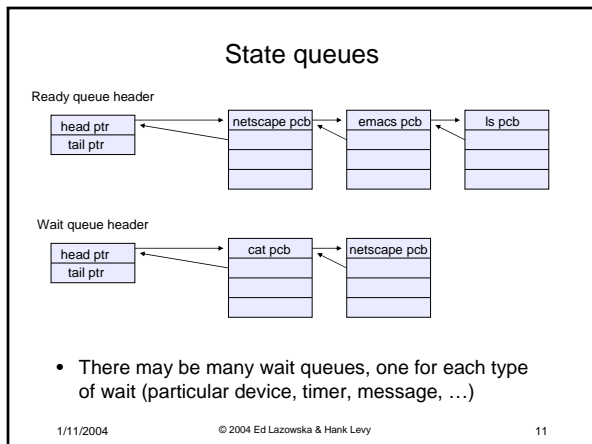 State queues
Ready queue header
head ptr
tail ptr
netscape pcb
emacs pcb
ls pcb
Wait queue header
head ptr
tail ptr
cat pcb
netscape pcb
• There may be many wait queues, one for each type
of wait (particular device, timer, message, …)
1/11/2004
© 2004 Ed Lazowska & Hank Levy
11